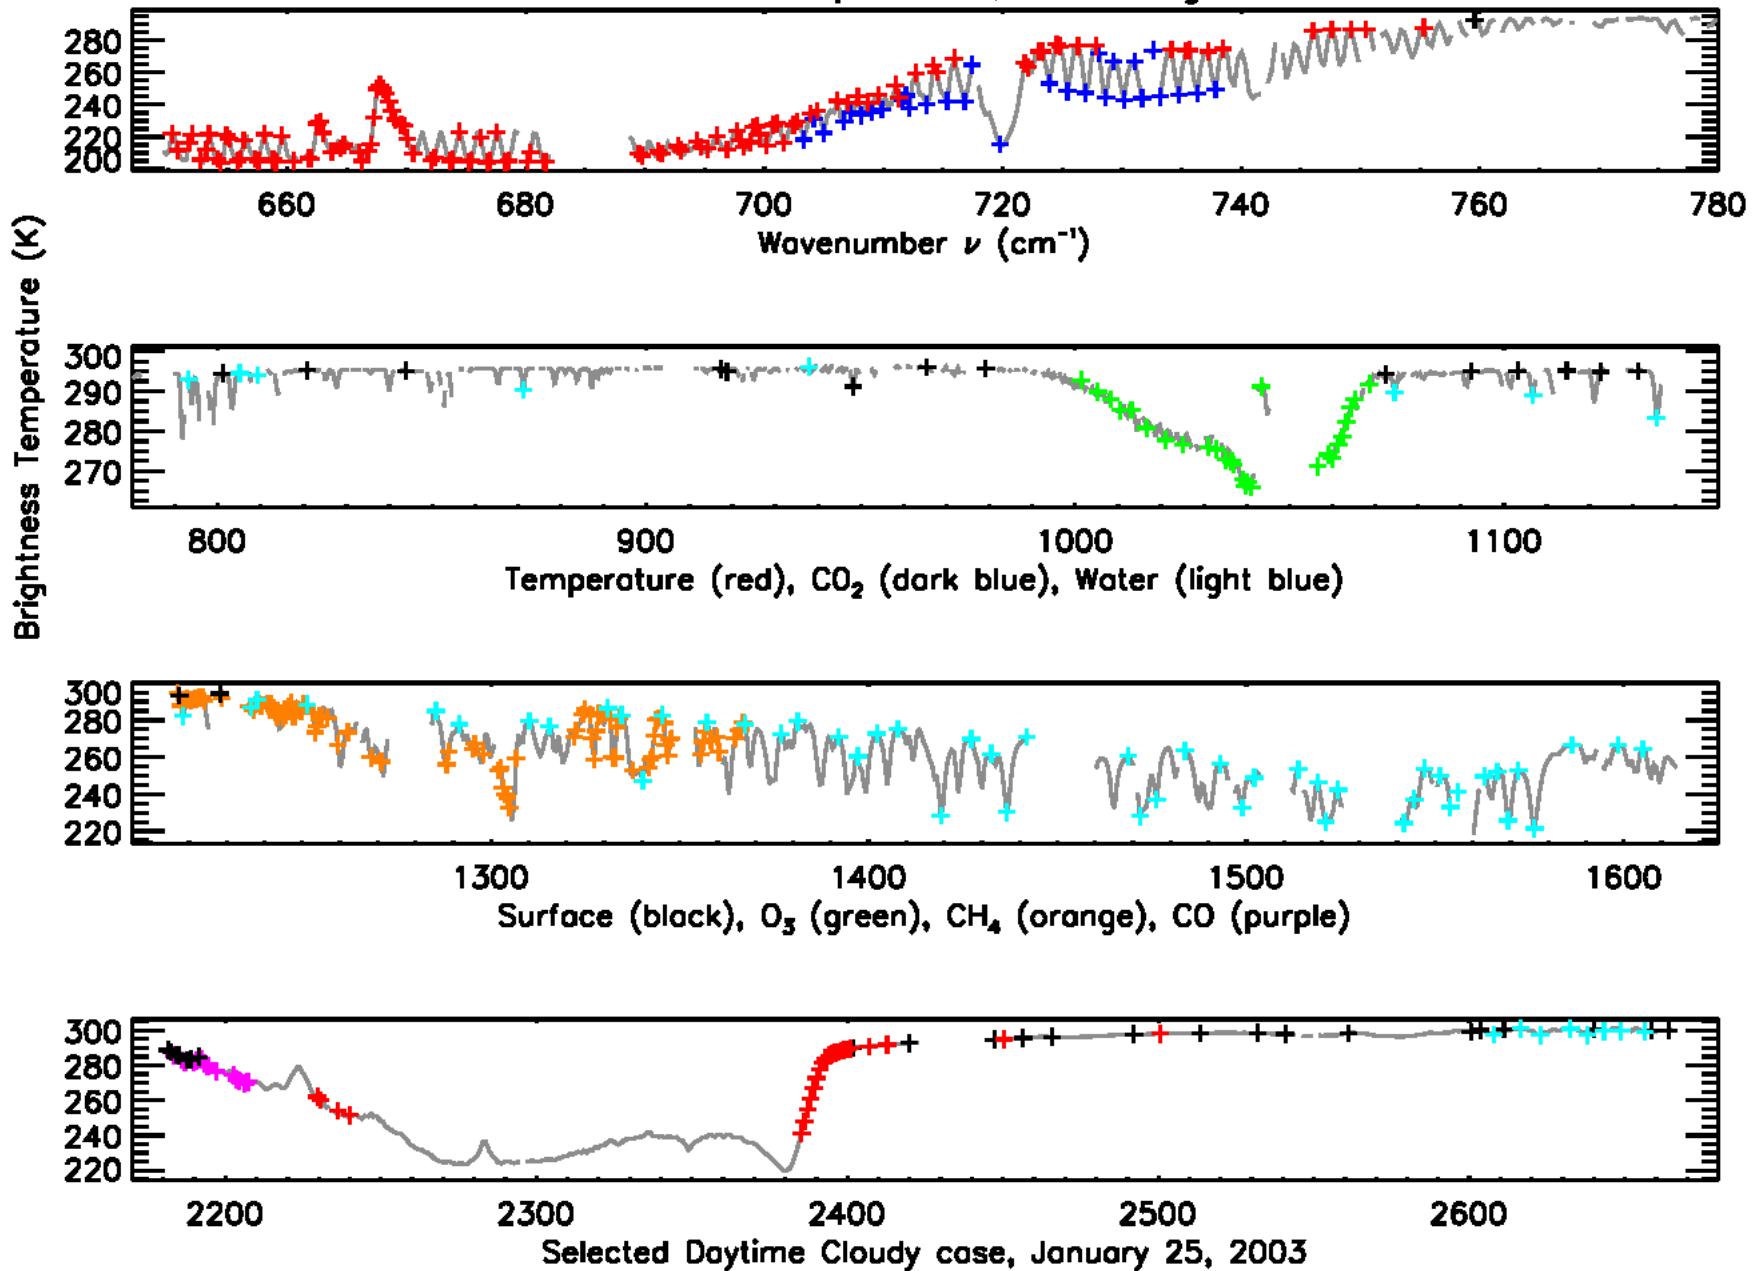 280
260
240
220
200
660 680 700 720 740 760 780
Wavenumber ν (cm⁻¹)
Brightness Temperature (K)
300
290
280
270
800 900 1000 1100
Temperature (red), CO₂ (dark blue), Water (light blue)
300
280
260
240
220
1300 1400 1500 1600
Surface (black), O₃ (green), CH₄ (orange), CO (purple)
300
280
260
240
220
2200 2300 2400 2500 2600
Selected Daytime Cloudy case, January 25, 2003